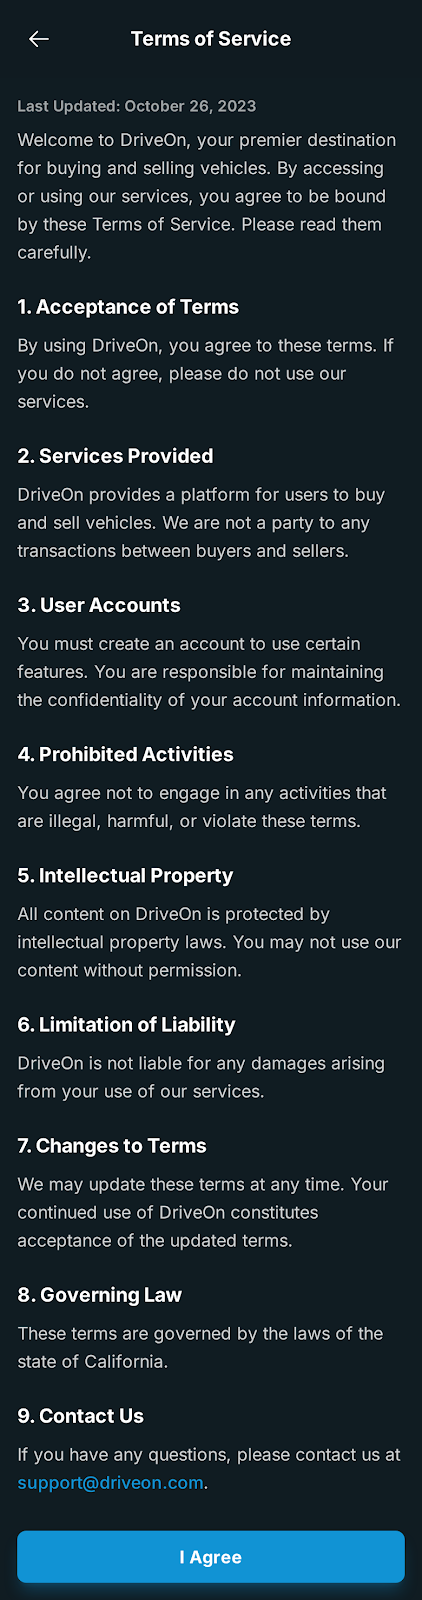 Terms of Service
Last Updated: October 26, 2023
Welcome to DriveOn, your premier destination
for buying and selling vehicles. By accessing
or using our services, you agree to be bound
by these Terms of Service. Please read them
carefully.
1. Acceptance of Terms
By using DriveOn, you agree to these terms. If
you do not agree, please do not use our
services.
2. Services Provided
DriveOn provides a platform for users to buy
and sell vehicles. We are not a party to any
transactions between buyers and sellers.
3. User Accounts
You must create an account to use certain
features. You are responsible for maintaining
the confidentiality of your account information.
4. Prohibited Activities
You agree not to engage in any activities that
are illegal, harmful, or violate these terms.
5. Intellectual Property
All content on DriveOn is protected by
intellectual property laws. You may not use our
content without permission.
6. Limitation of Liability
DriveOn is not liable for any damages arising
from your use of our services.
7. Changes to Terms
We may update these terms at any time. Your
continued use of DriveOn constitutes
acceptance of the updated terms.
8. Governing Law
These terms are governed by the laws of the
state of California.
9. Contact Us
If you have any questions, please contact us at
support@driveon.com.
I Agree